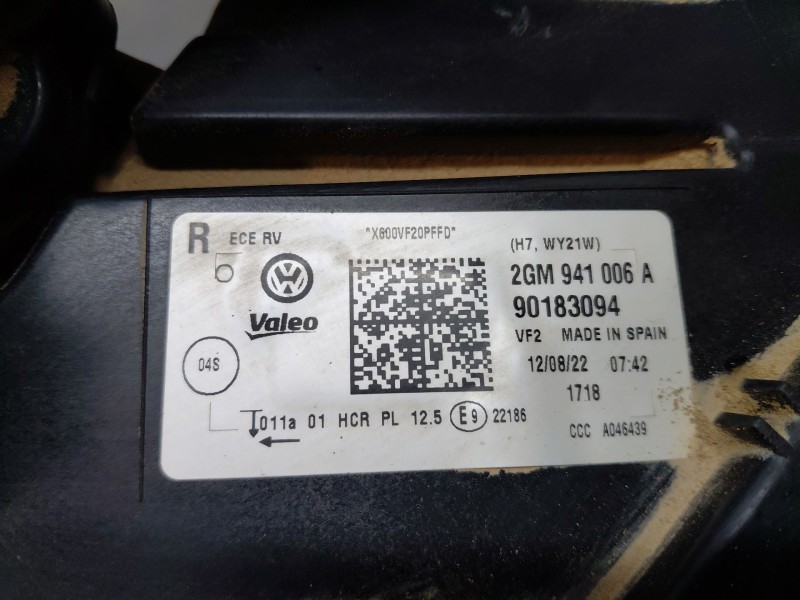 R ECE RV *X600VF20PFFD* (H7, WY21W)
2GM 941 006 A
Valeo 90183094
VF2 MADE IN SPAIN
04S 12/08/22 07:42
1718
011a 01 HCR PL 12.5 E9 22186
CCC A046439